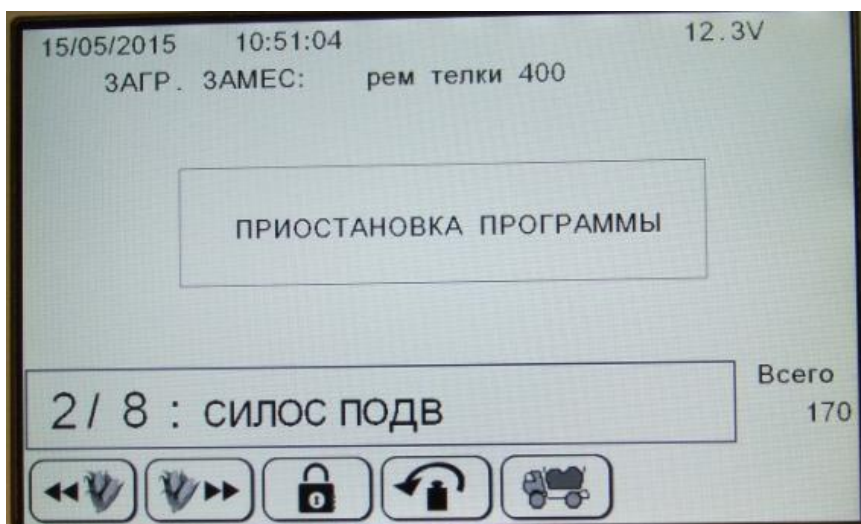 15/05/2015 10:51:04 12.3V
ЗАГР. ЗАМЕС: рем телки 400
ПРИОСТАНОВКА ПРОГРАММЫ
Всего
2/ 8 : СИЛОС ПОДВ
170